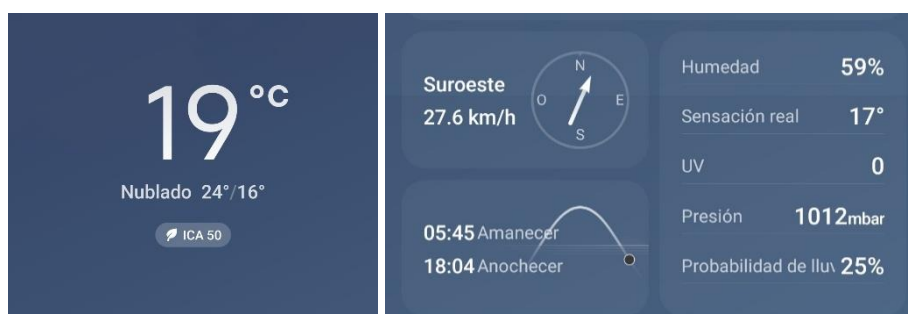 19°C
Nublado 24°/16°
ICA 50
Suroeste
27.6 km/h
N
O
E
S
05:45 Amanecer
18:04 Anochecer
Humedad 59%
Sensación real 17°
UV 0
Presión 1012mbar
Probabilidad de lluv 25%